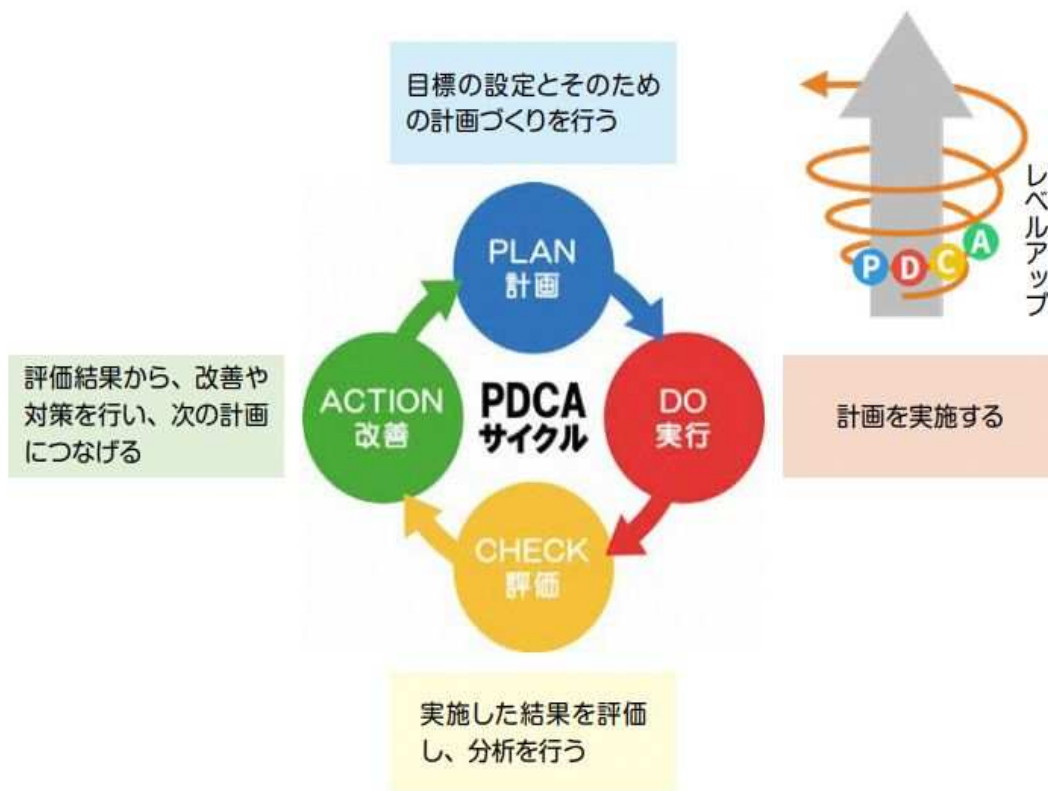 目標の設定とそのため
の計画づくりを行う
レベルアップ
P D C A
PLAN
計画
評価結果から、改善や
対策を行い、次の計画
につなげる
ACTION
改善
PDCA
サイクル
DO
実行
計画を実施する
CHECK
評価
実施した結果を評価
し、分析を行う